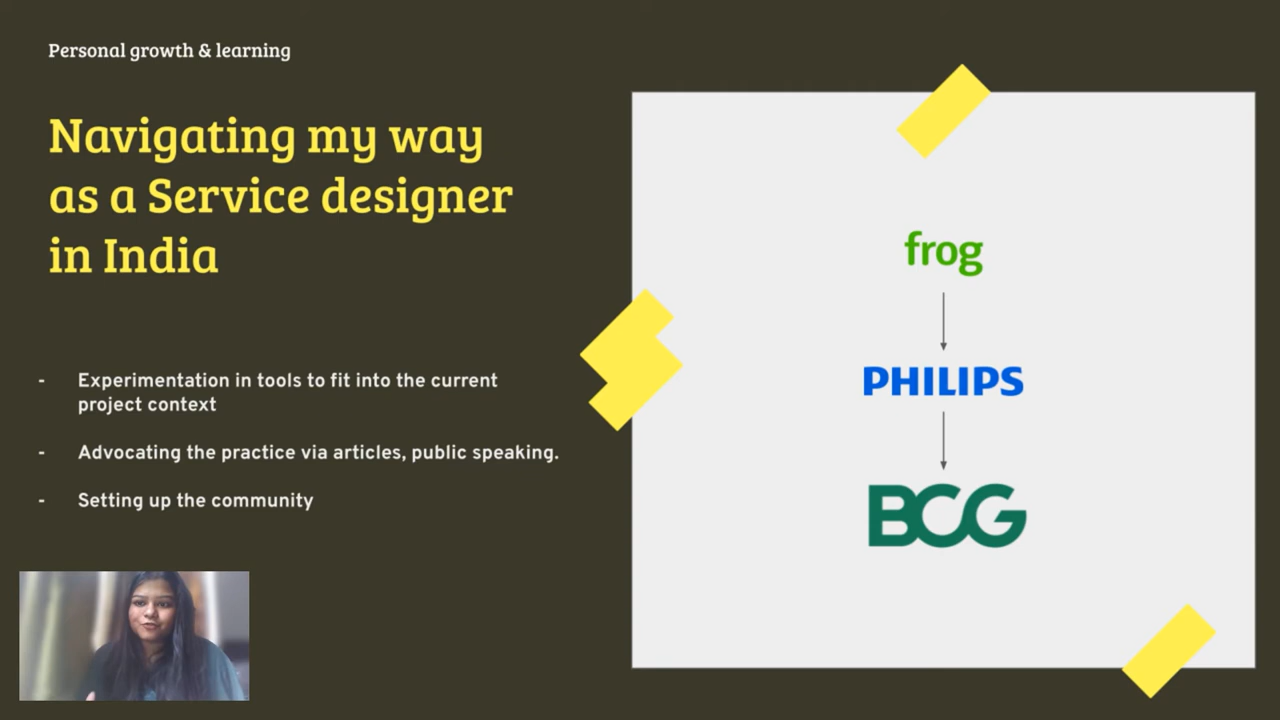 Personal growth & learning
Navigating my way
as a Service designer
in India
- Experimentation in tools to fit into the current
project context
- Advocating the practice via articles, public speaking.
- Setting up the community
frog
PHILIPS
BCG